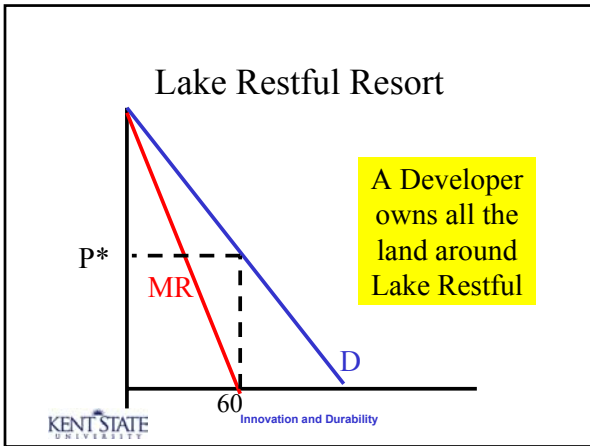 Lake Restful Resort
A Developer
owns all the
land around
Lake Restful
P*
MR
D
60
Innovation and Durability
KENT STATE
UNIVERSITY